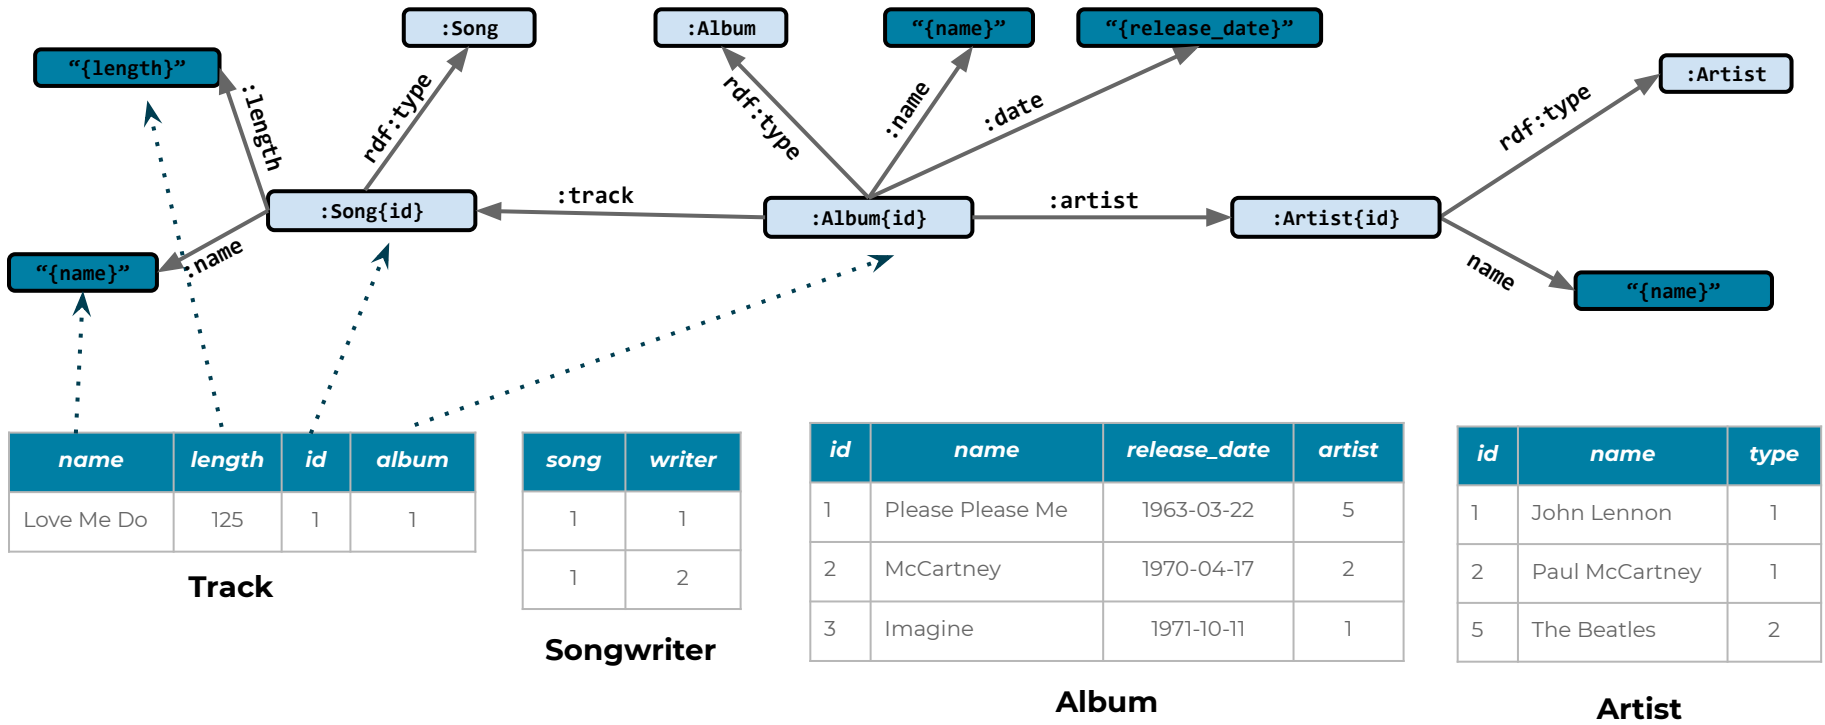 :Song
:Album
“{name}”
“{release_date}”
“{length}”
:Artist
:length
rdf:type
rdf:type
:name
:date
rdf:type
:Song{id}
:track
:Album{id}
:artist
:Artist{id}
:name
name
“{name}”
“{name}”
name length id album
Love Me Do 125 1 1
Track
song writer
1 1
1 2
Songwriter
id name release_date artist
1 Please Please Me 1963-03-22 5
2 McCartney 1970-04-17 2
3 Imagine 1971-10-11 1
Album
id name type
1 John Lennon 1
2 Paul McCartney 1
5 The Beatles 2
Artist